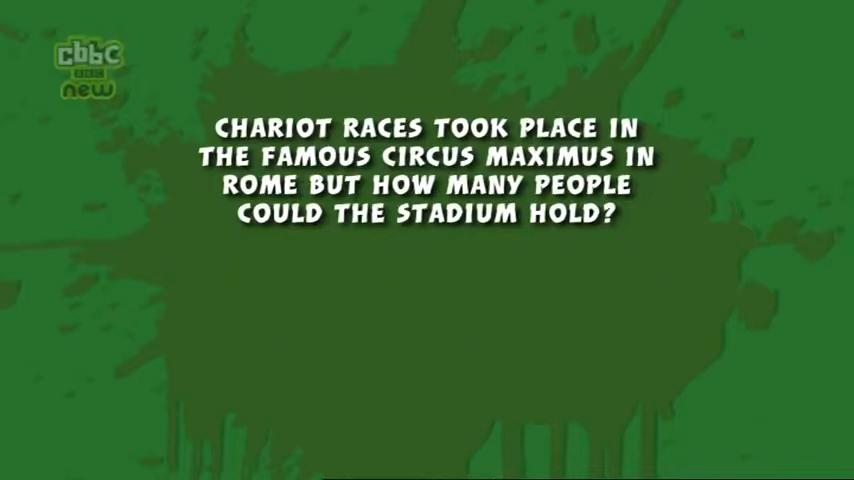 cbbc
BBC
new
CHARIOT RACES TOOK PLACE IN
THE FAMOUS CIRCUS MAXIMUS IN
ROME BUT HOW MANY PEOPLE
COULD THE STADIUM HOLD?